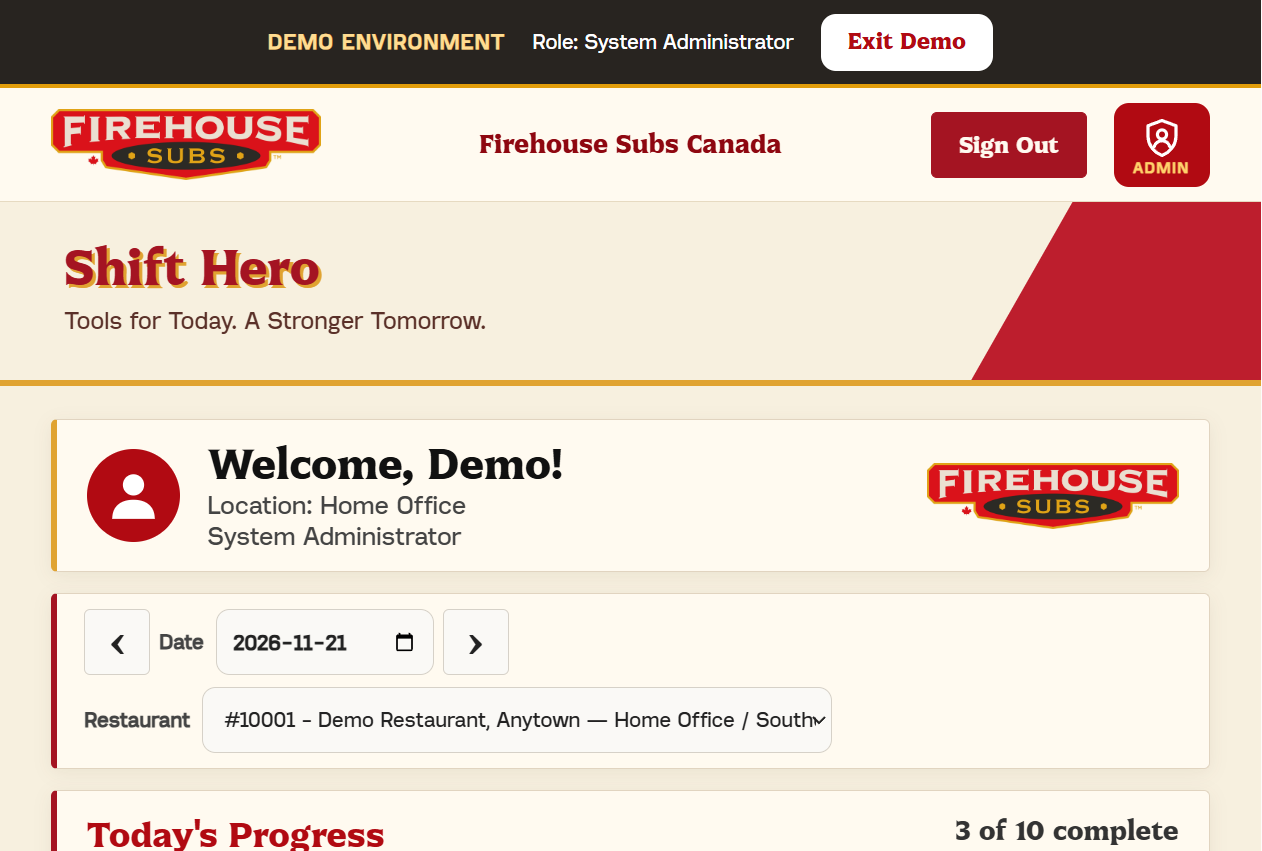 DEMO ENVIRONMENT Role: System Administrator Exit Demo
FIREHOUSE
SUBS
™
Firehouse Subs Canada
Sign Out
ADMIN
Shift Hero
Tools for Today. A Stronger Tomorrow.
Welcome, Demo!
Location: Home Office
System Administrator
FIREHOUSE
SUBS
™
‹ Date 2026-11-21 ›
Restaurant #10001 - Demo Restaurant, Anytown — Home Office / South
Today's Progress 3 of 10 complete